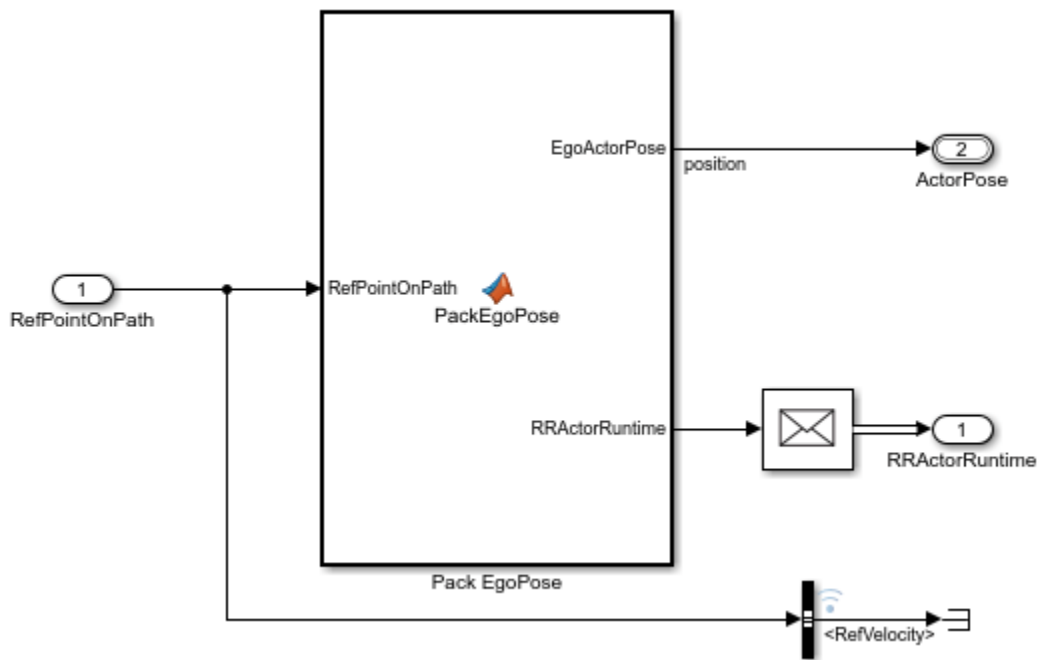 EgoActorPose
position
2
ActorPose
1
RefPointOnPath
RefPointOnPath
PackEgoPose
RRActorRuntime
1
RRActorRuntime
Pack EgoPose
<RefVelocity>